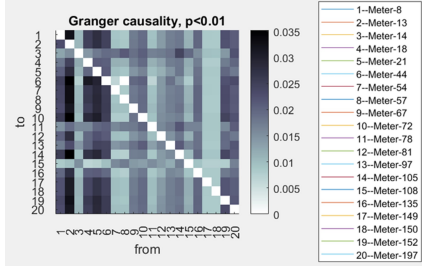 Granger causality, p<0.01
to
1
2
3
4
5
6
7
8
9
10
11
12
13
14
15
16
17
18
19
20
1 2 3 4 5 6 7 8 9 10 11 12 13 14 15 16 17 18 19 20
from
0.035
0.03
0.025
0.02
0.015
0.01
0.005
0
1--Meter-8
2--Meter-13
3--Meter-14
4--Meter-18
5--Meter-21
6--Meter-44
7--Meter-54
8--Meter-57
9--Meter-67
10--Meter-72
11--Meter-78
12--Meter-81
13--Meter-97
14--Meter-105
15--Meter-108
16--Meter-135
17--Meter-149
18--Meter-150
19--Meter-152
20--Meter-197